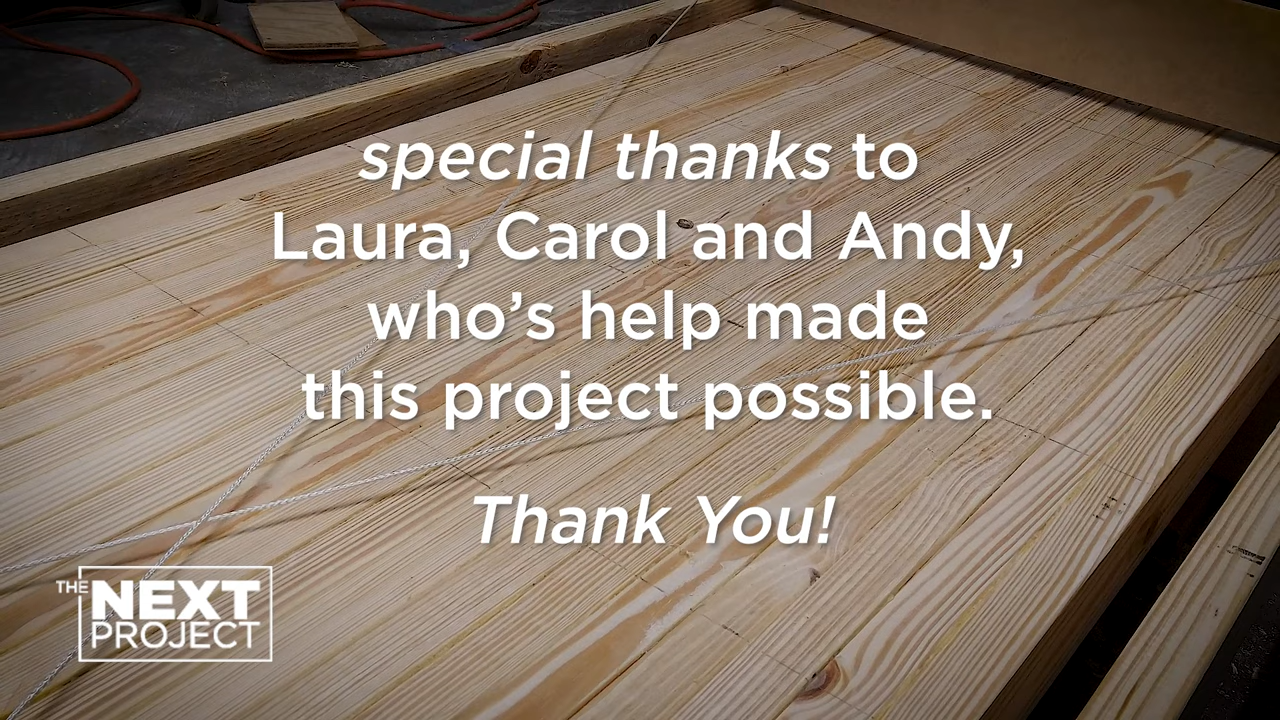 special thanks to
Laura, Carol and Andy,
who’s help made
this project possible.
Thank You!
THE NEXT
PROJECT